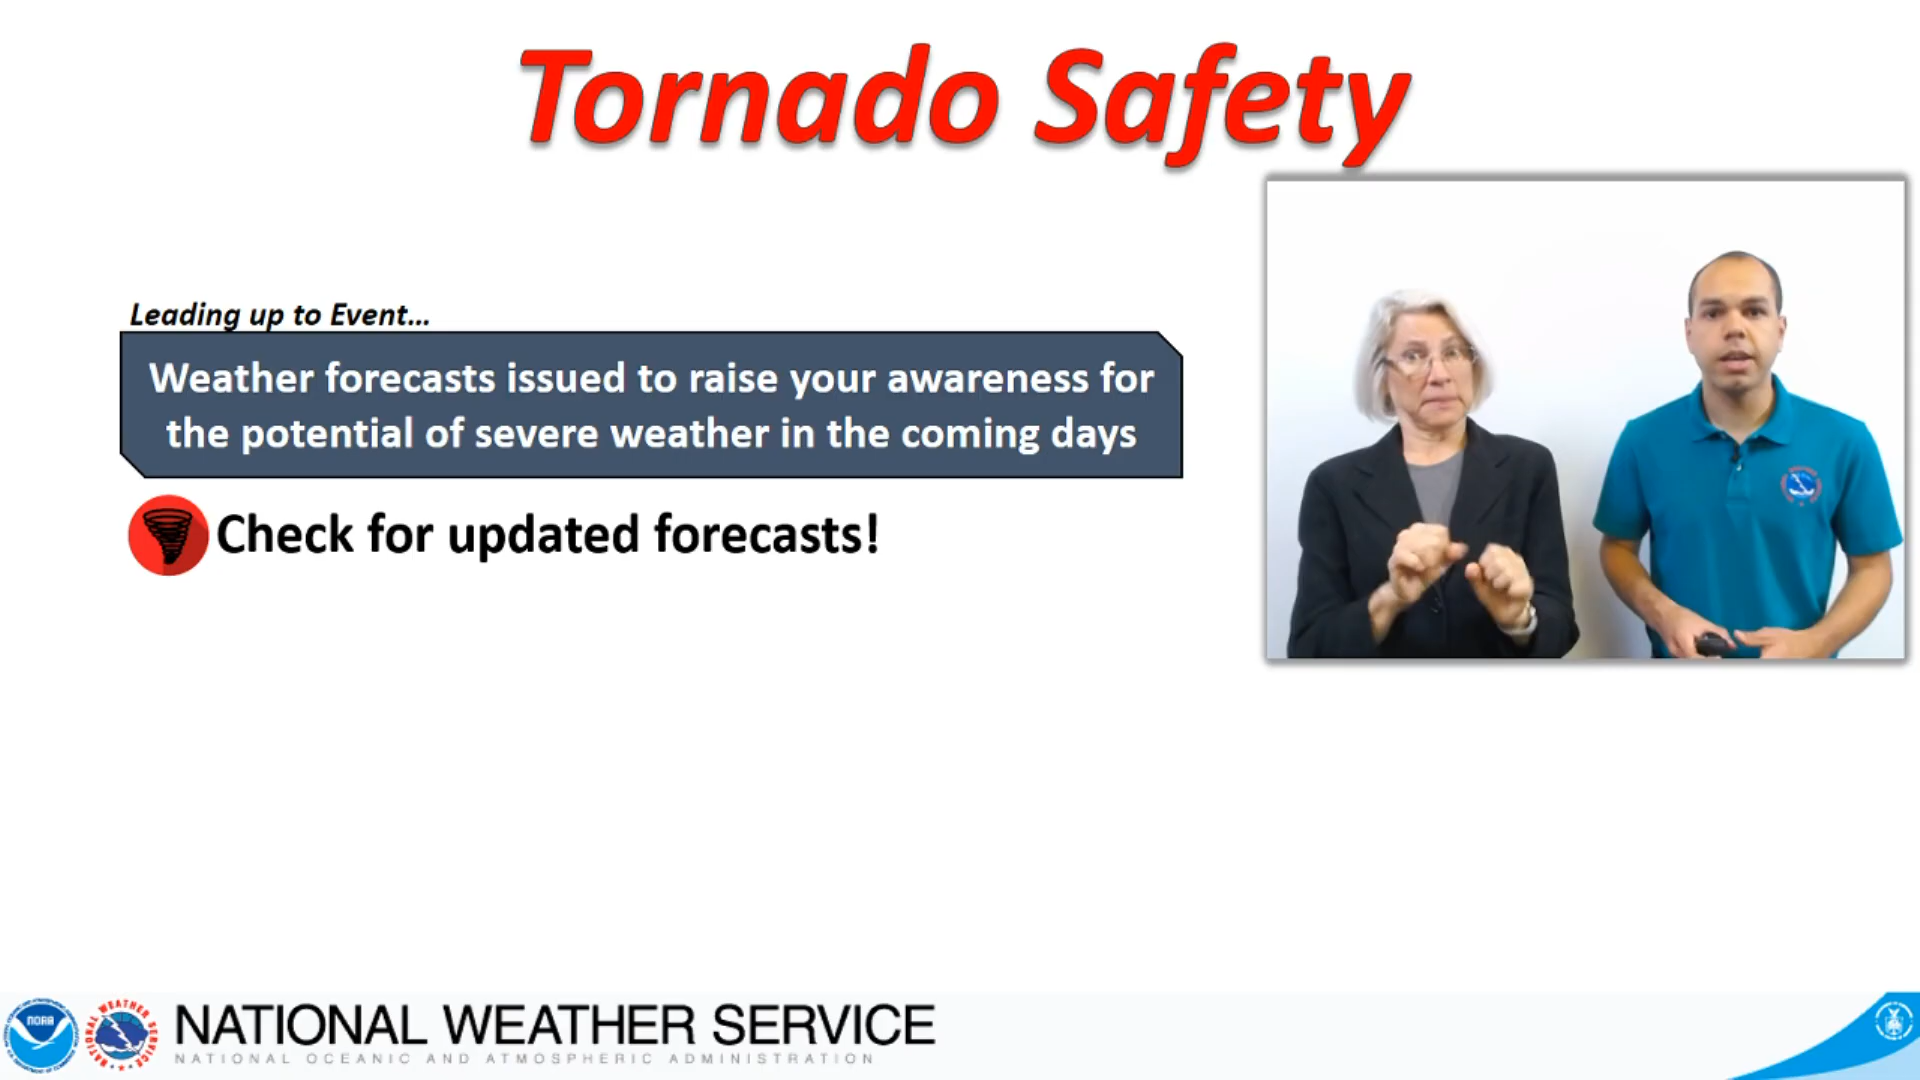 Tornado Safety
Leading up to Event...
Weather forecasts issued to raise your awareness for
the potential of severe weather in the coming days
Check for updated forecasts!
NOAA
NATIONAL WEATHER SERVICE
NATIONAL OCEANIC AND ATMOSPHERIC ADMINISTRATION